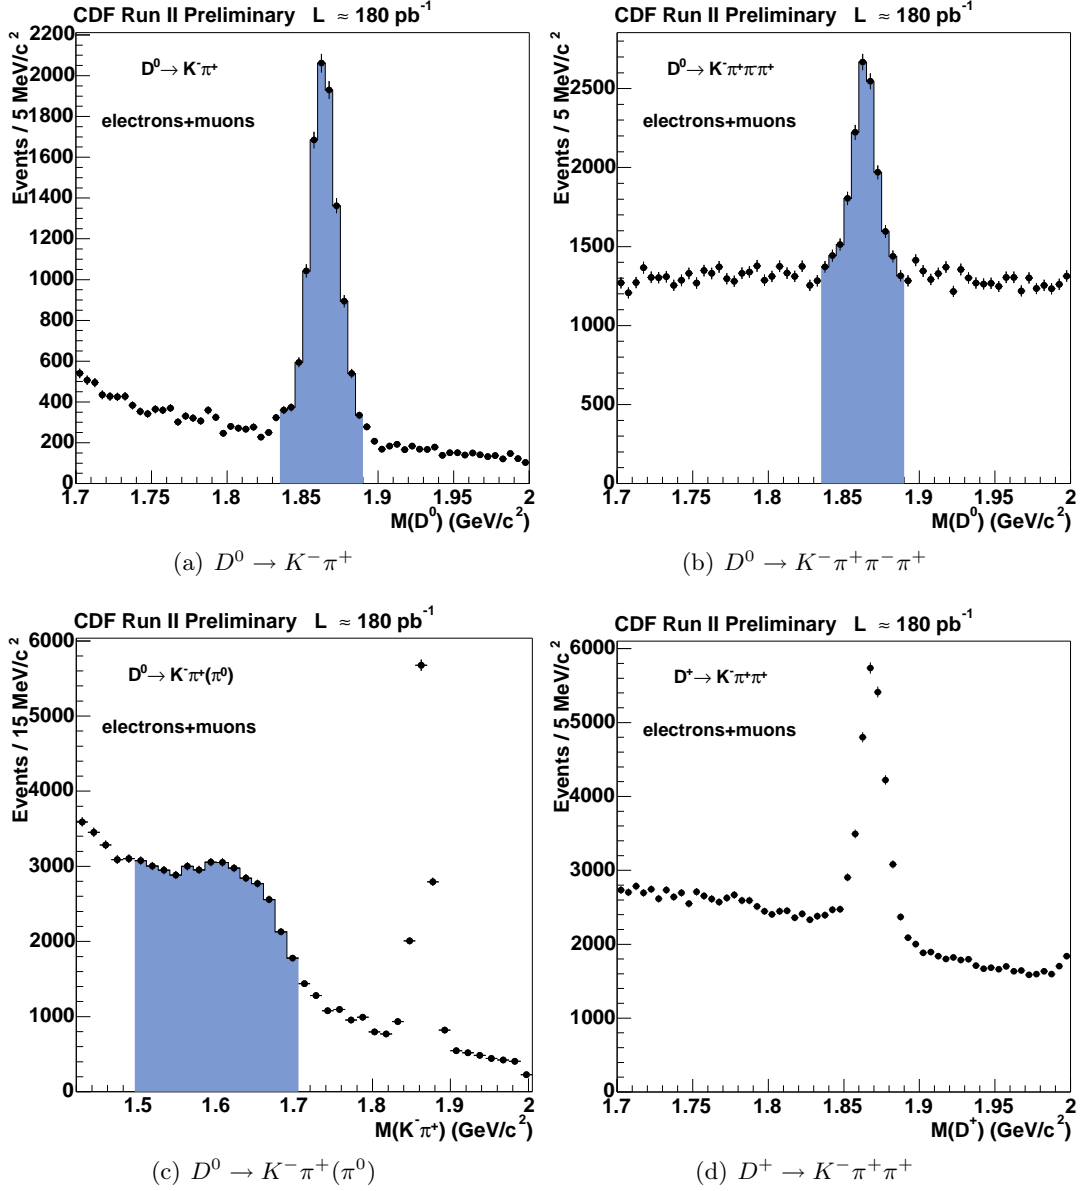 CDF Run II Preliminary L ≈ 180 pb⁻¹
Events / 5 MeV/c²
D⁰→ K⁻π⁺
electrons+muons
2200
2000
1800
1600
1400
1200
1000
800
600
400
200
0
1.7 1.75 1.8 1.85 1.9 1.95 2
M(D⁰) (GeV/c²)
(a) D⁰ → K⁻π⁺
CDF Run II Preliminary L ≈ 180 pb⁻¹
Events / 5 MeV/c²
D⁰→ K⁻π⁺π⁻π⁺
electrons+muons
2500
2000
1500
1000
500
0
1.7 1.75 1.8 1.85 1.9 1.95 2
M(D⁰) (GeV/c²)
(b) D⁰ → K⁻π⁺π⁻π⁺
CDF Run II Preliminary L ≈ 180 pb⁻¹
Events / 15 MeV/c²
D⁰→ K⁻π⁺(π⁰)
electrons+muons
6000
5000
4000
3000
2000
1000
0
1.5 1.6 1.7 1.8 1.9 2
M(K⁻π⁺) (GeV/c²)
(c) D⁰ → K⁻π⁺(π⁰)
CDF Run II Preliminary L ≈ 180 pb⁻¹
Events / 5 MeV/c²
D⁺→ K⁻π⁺π⁺
electrons+muons
6000
5000
4000
3000
2000
1000
0
1.7 1.75 1.8 1.85 1.9 1.95 2
M(D⁺) (GeV/c²)
(d) D⁺ → K⁻π⁺π⁺